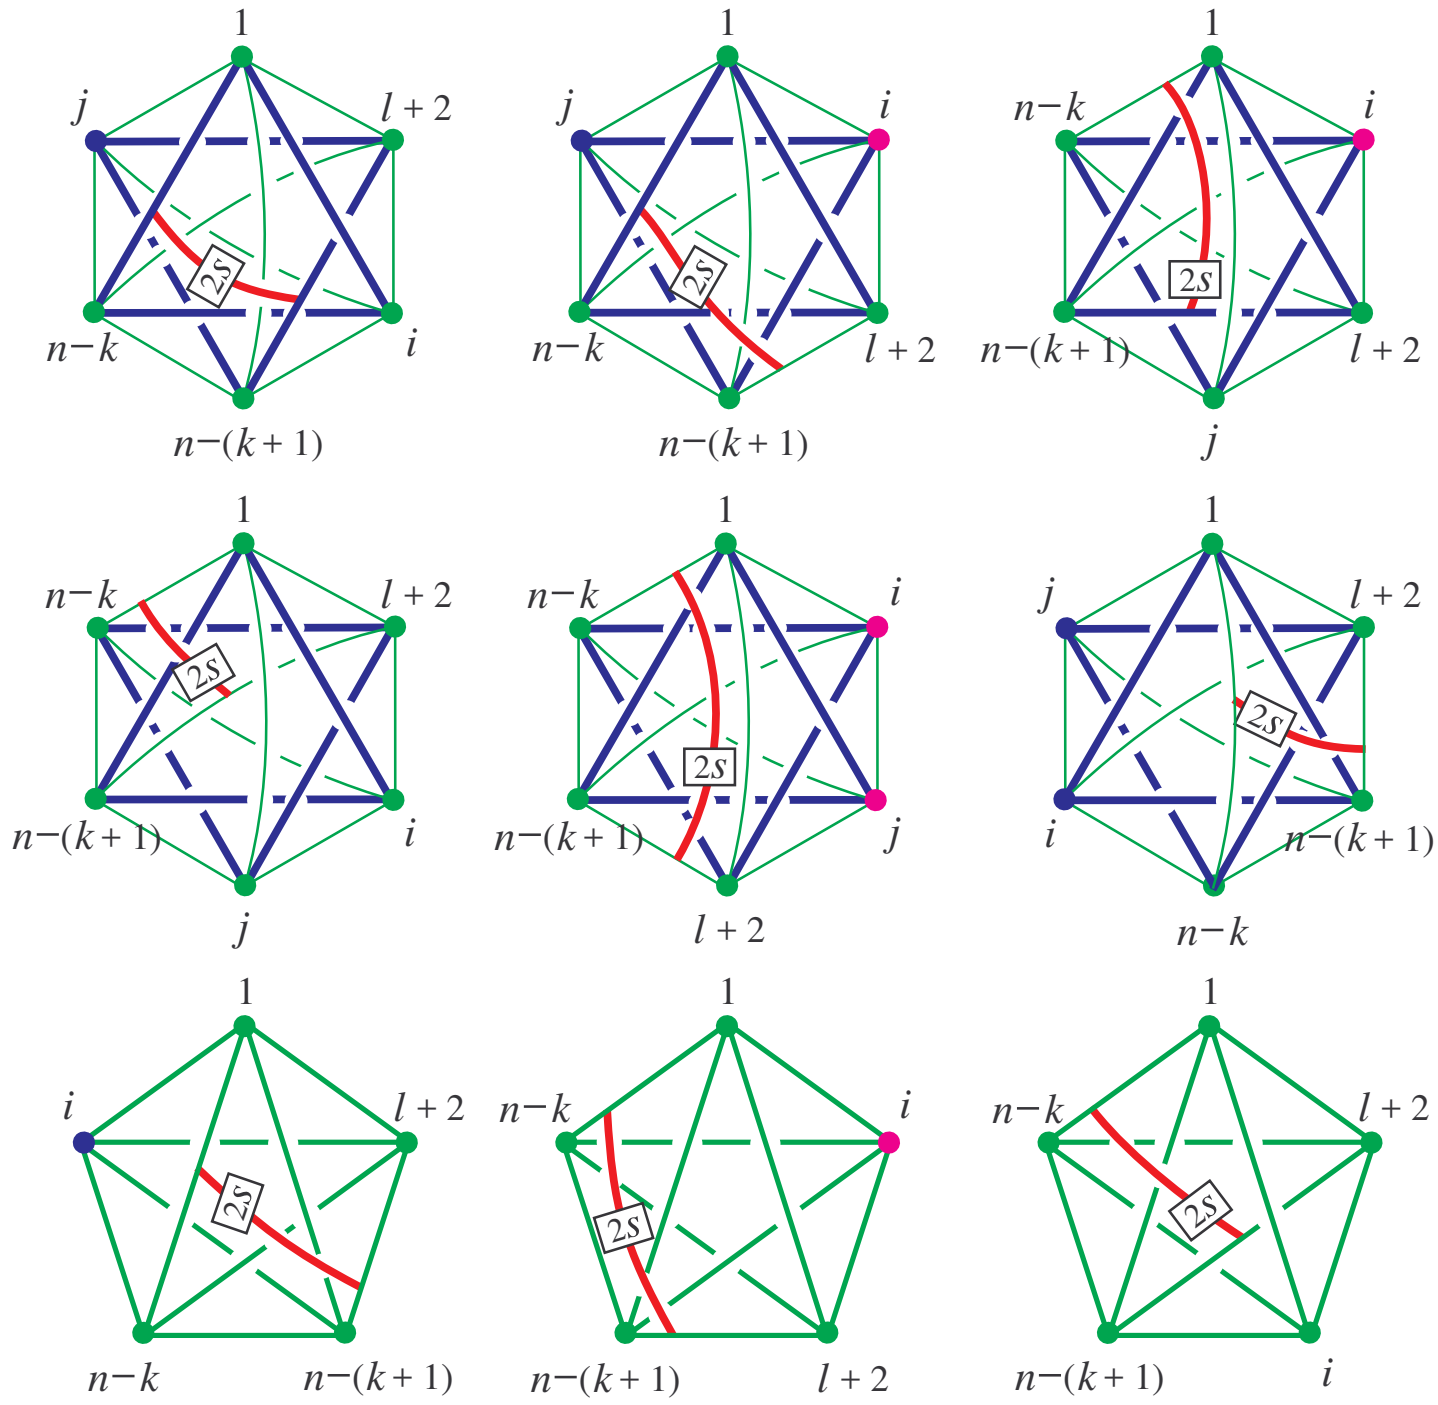 1 1 1
j l + 2 j i n−k i
2s 2s 2s
n−k i n−k l + 2 n−(k + 1) l + 2
n−(k + 1) n−(k + 1) j
1 1 1
n−k l + 2 n−k i j l + 2
2s 2s 2s
n−(k + 1) i n−(k + 1) j i n−(k + 1)
j l + 2 n−k
1 1 1
i l + 2 n−k i n−k l + 2
2s 2s 2s
n−k n−(k + 1) n−(k + 1) l + 2 n−(k + 1) i